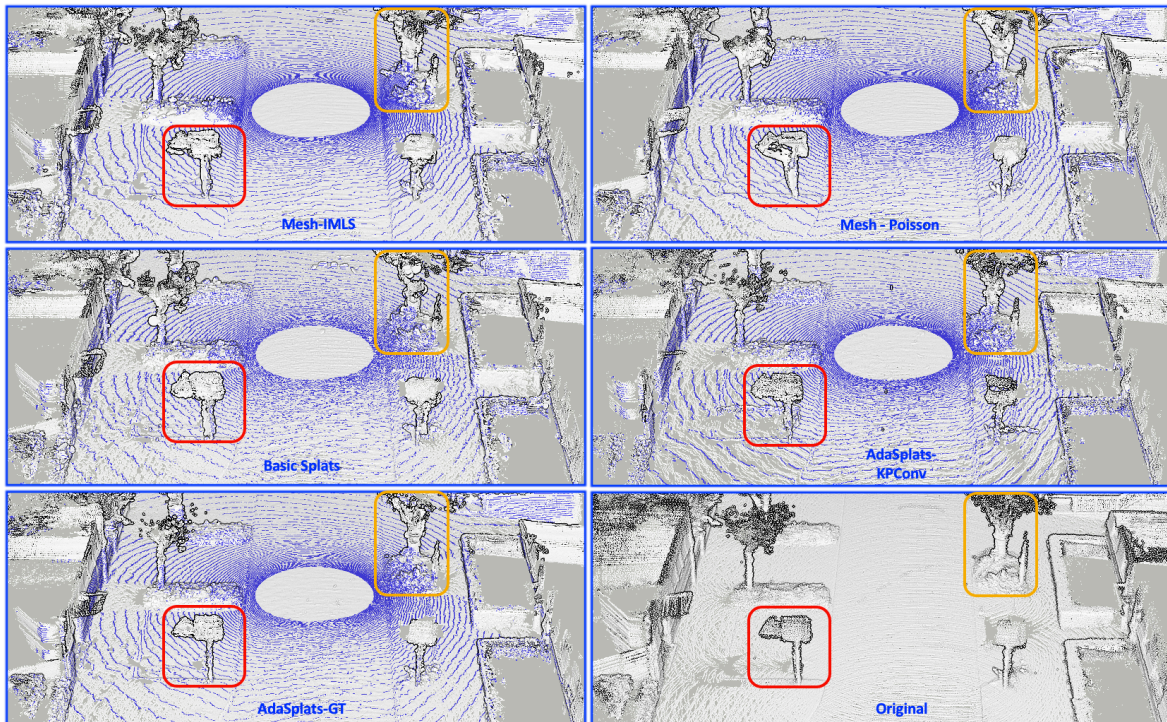 Mesh-IMLS
Mesh - Poisson
Basic Splats
AdaSplats-
KPConv
AdaSplats-GT
Original